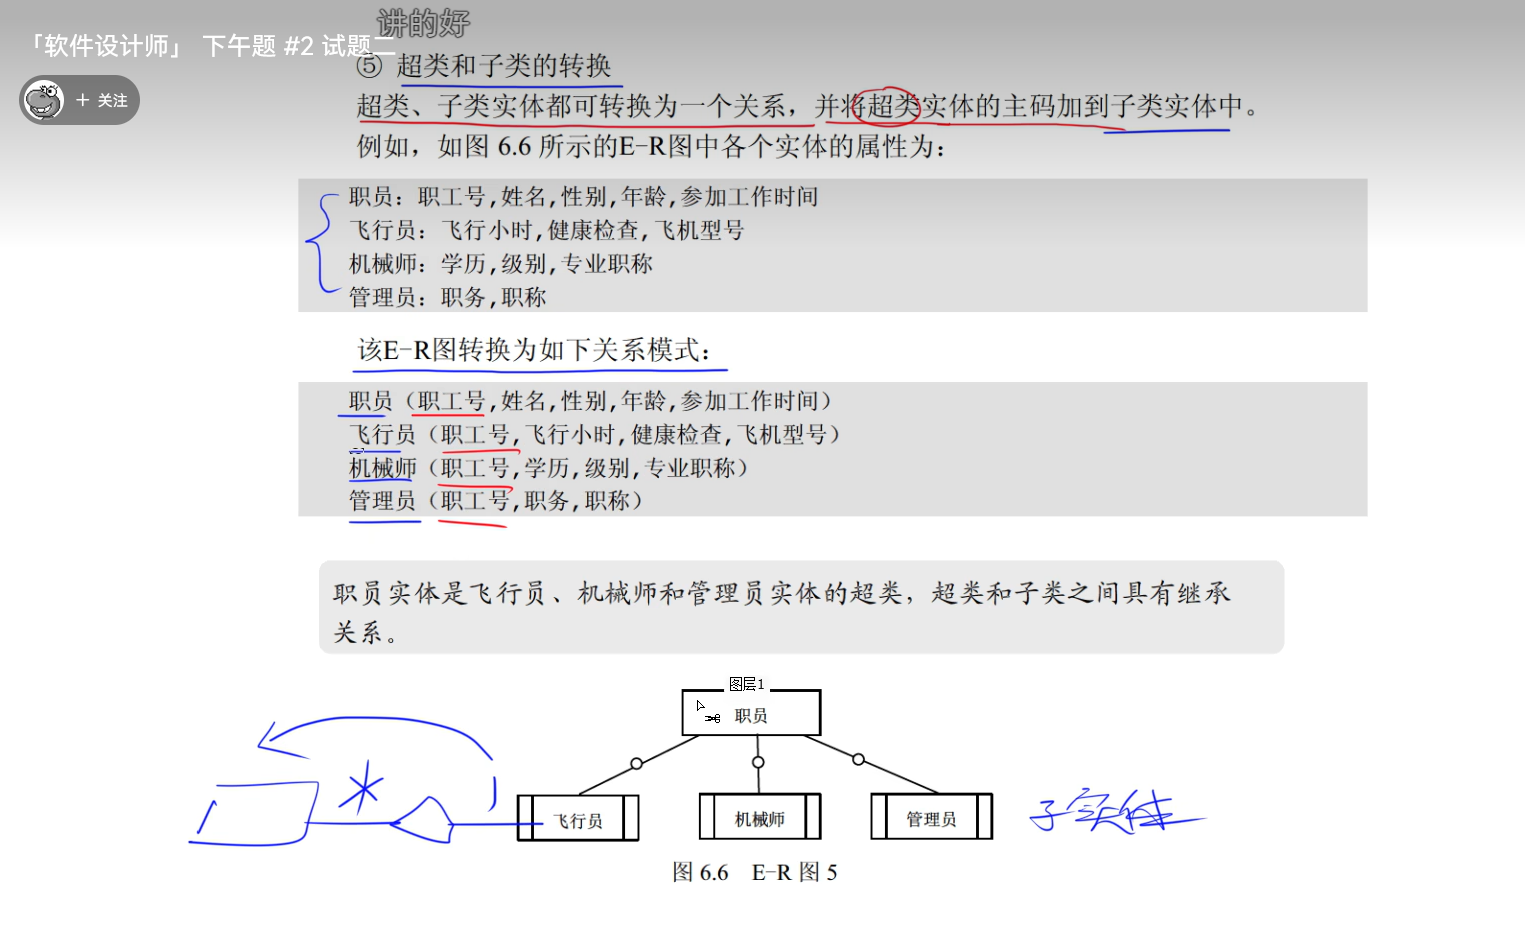 讲的好
「软件设计师」 下午题 #2 试题二
＋ 关注
⑤ 超类和子类的转换
超类、子类实体都可转换为一个关系，并将超类实体的主码加到子类实体中。
例如，如图 6.6 所示的E-R图中各个实体的属性为：
职员：职工号,姓名,性别,年龄,参加工作时间
飞行员：飞行小时,健康检查,飞机型号
机械师：学历,级别,专业职称
管理员：职务,职称
该E-R图转换为如下关系模式：
职员（职工号,姓名,性别,年龄,参加工作时间）
飞行员（职工号,飞行小时,健康检查,飞机型号）
机械师（职工号,学历,级别,专业职称）
管理员（职工号,职务,职称）
职员实体是飞行员、机械师和管理员实体的超类，超类和子类之间具有继承
关系。
图层1
职员
*
飞行员
机械师
管理员
子实体
图 6.6 E-R 图 5